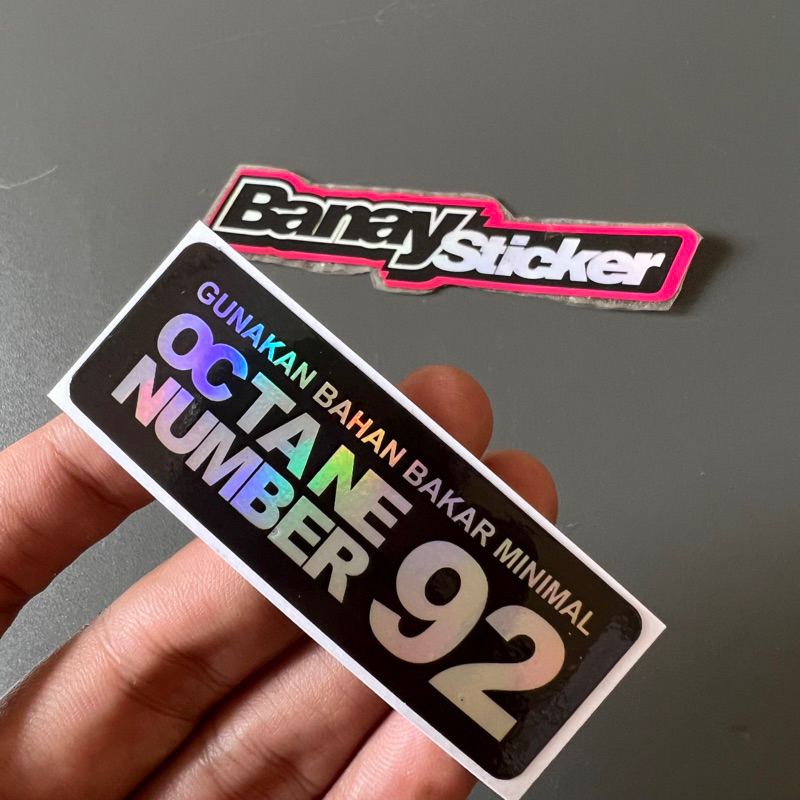 Banay Sticker
GUNAKAN BAHAN BAKAR MINIMAL
OCTANE
NUMBER
92